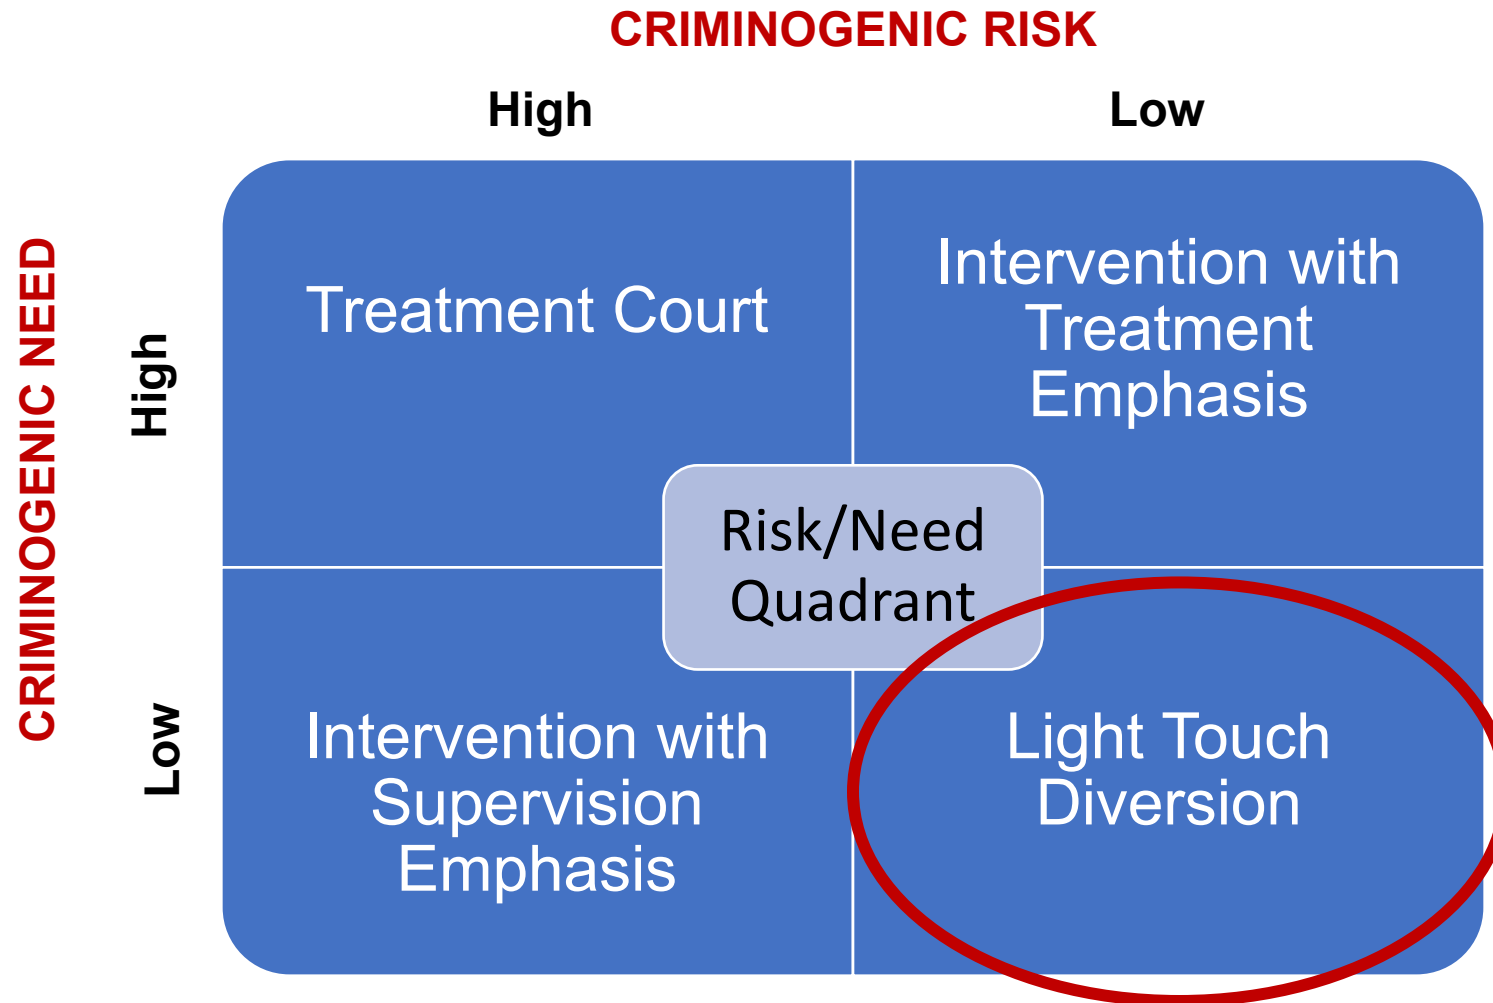 CRIMINOGENIC RISK
High
Low
CRIMINOGENIC NEED
High
Treatment Court
Intervention with
Treatment
Emphasis
Risk/Need
Quadrant
Low
Intervention with
Supervision
Emphasis
Light Touch
Diversion